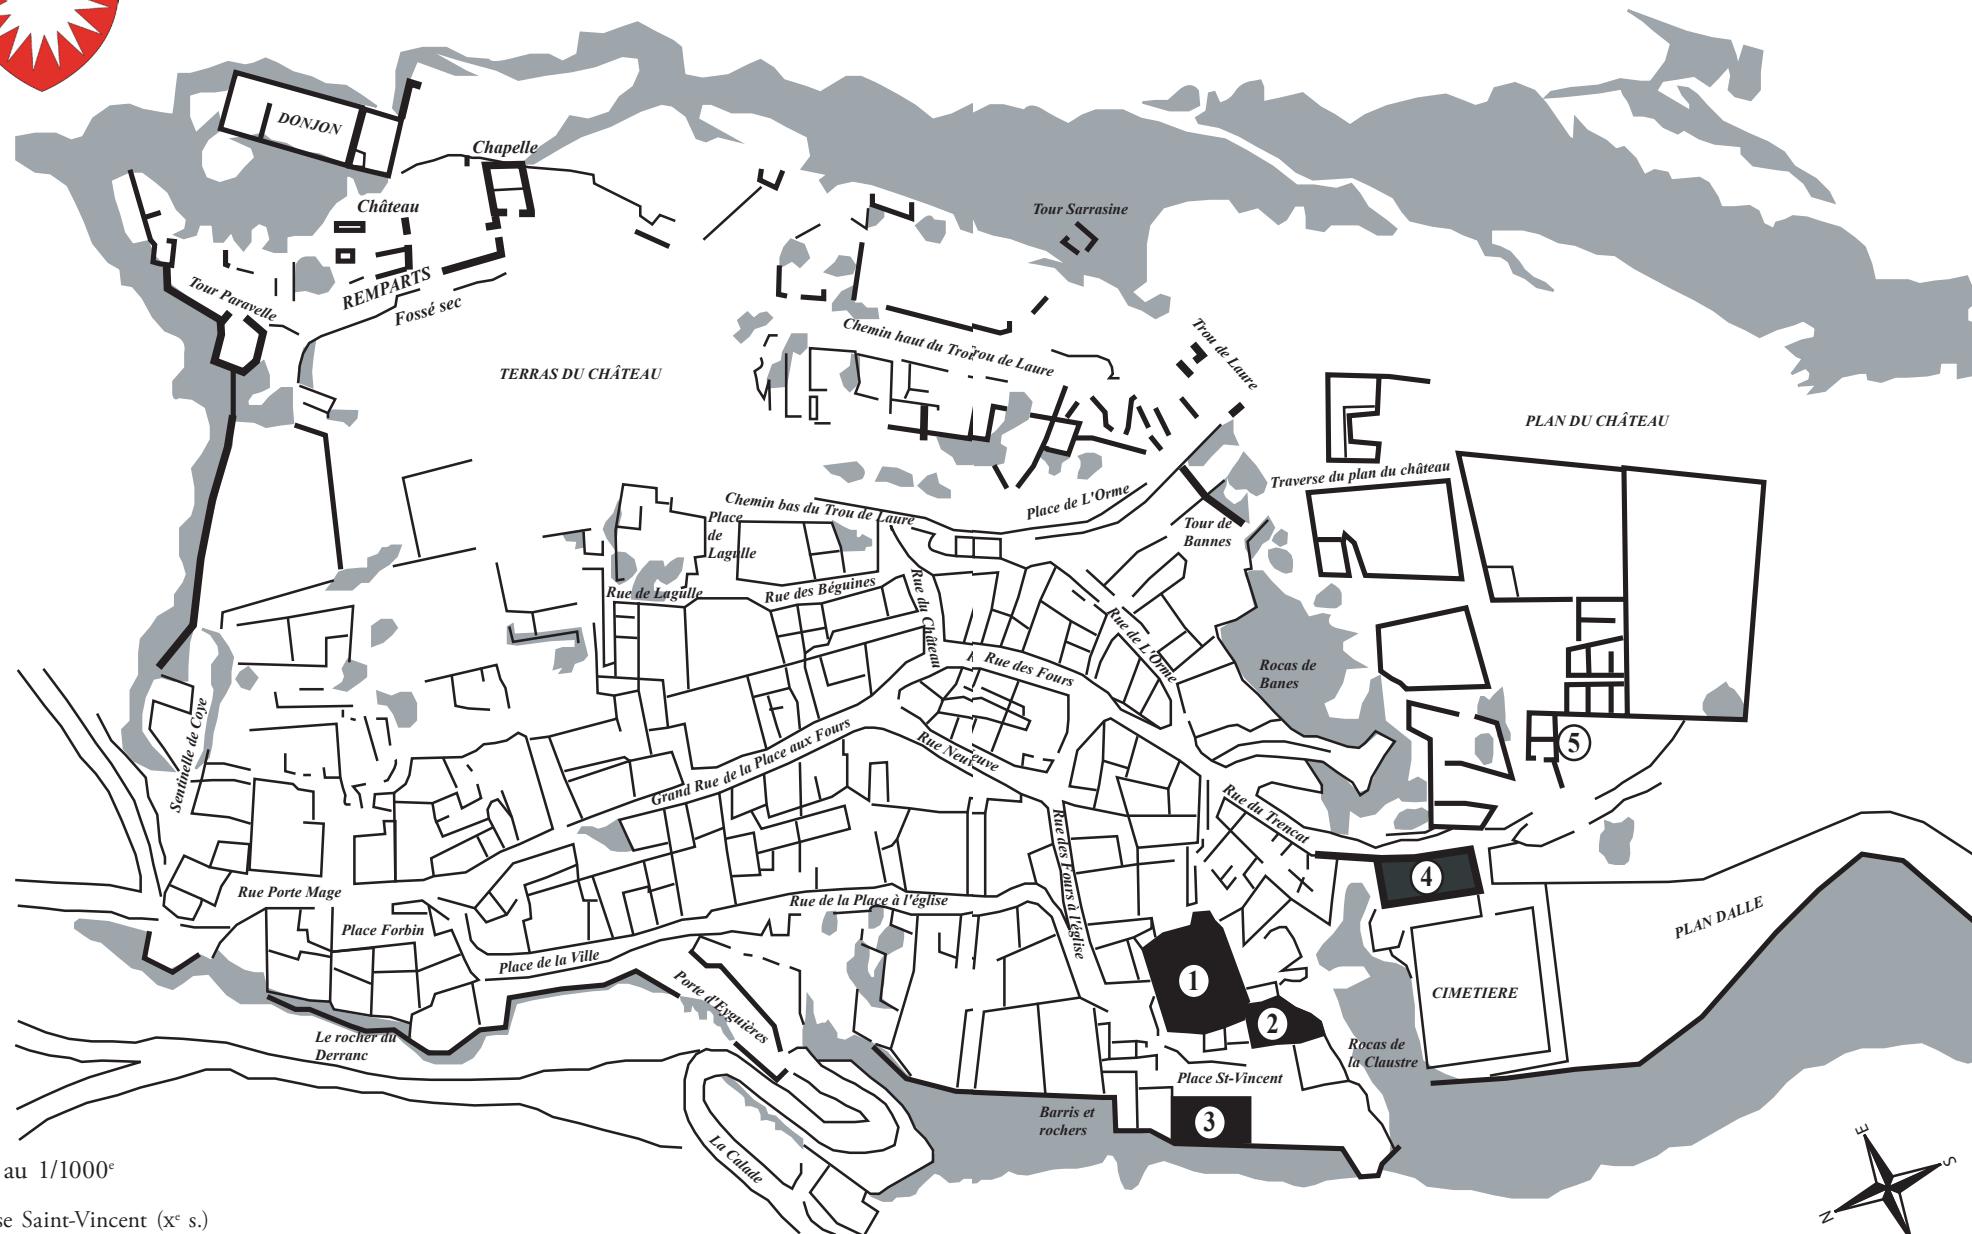 DONJON
Chapelle
Château
Tour Sarrasine
REMPARTS
Tour Paravelle
Fossé sec
Chemin haut du Trou
Trou de Laure
Trou de Laure
TERRAS DU CHÂTEAU
PLAN DU CHÂTEAU
Traverse du plan du château
Chemin bas du Trou de Laure
Place de L'Orme
Place
de
Lagulle
Tour de
Bannes
Rue de Lagulle
Rue des Béguines
Rue du Château
Rue de L'Orme
Rue des Fours
Rocas de
Banes
Sentinelle de Coye
Grand Rue de la Place aux Fours
Rue Neuve
euve
5
Rue du Trencat
Rue des Fours à l'église
4
Rue Porte Mage
Rue de la Place à l'église
Place Forbin
PLAN DALLE
Place de la Ville
1
CIMETIERE
Porte d'Eyguières
2
Le rocher du
Derranc
Rocas de
la Claustre
Place St-Vincent
Barris et
rochers
3
La Calade
E
S
N
au 1/1000e
se Saint-Vincent (xe s.)